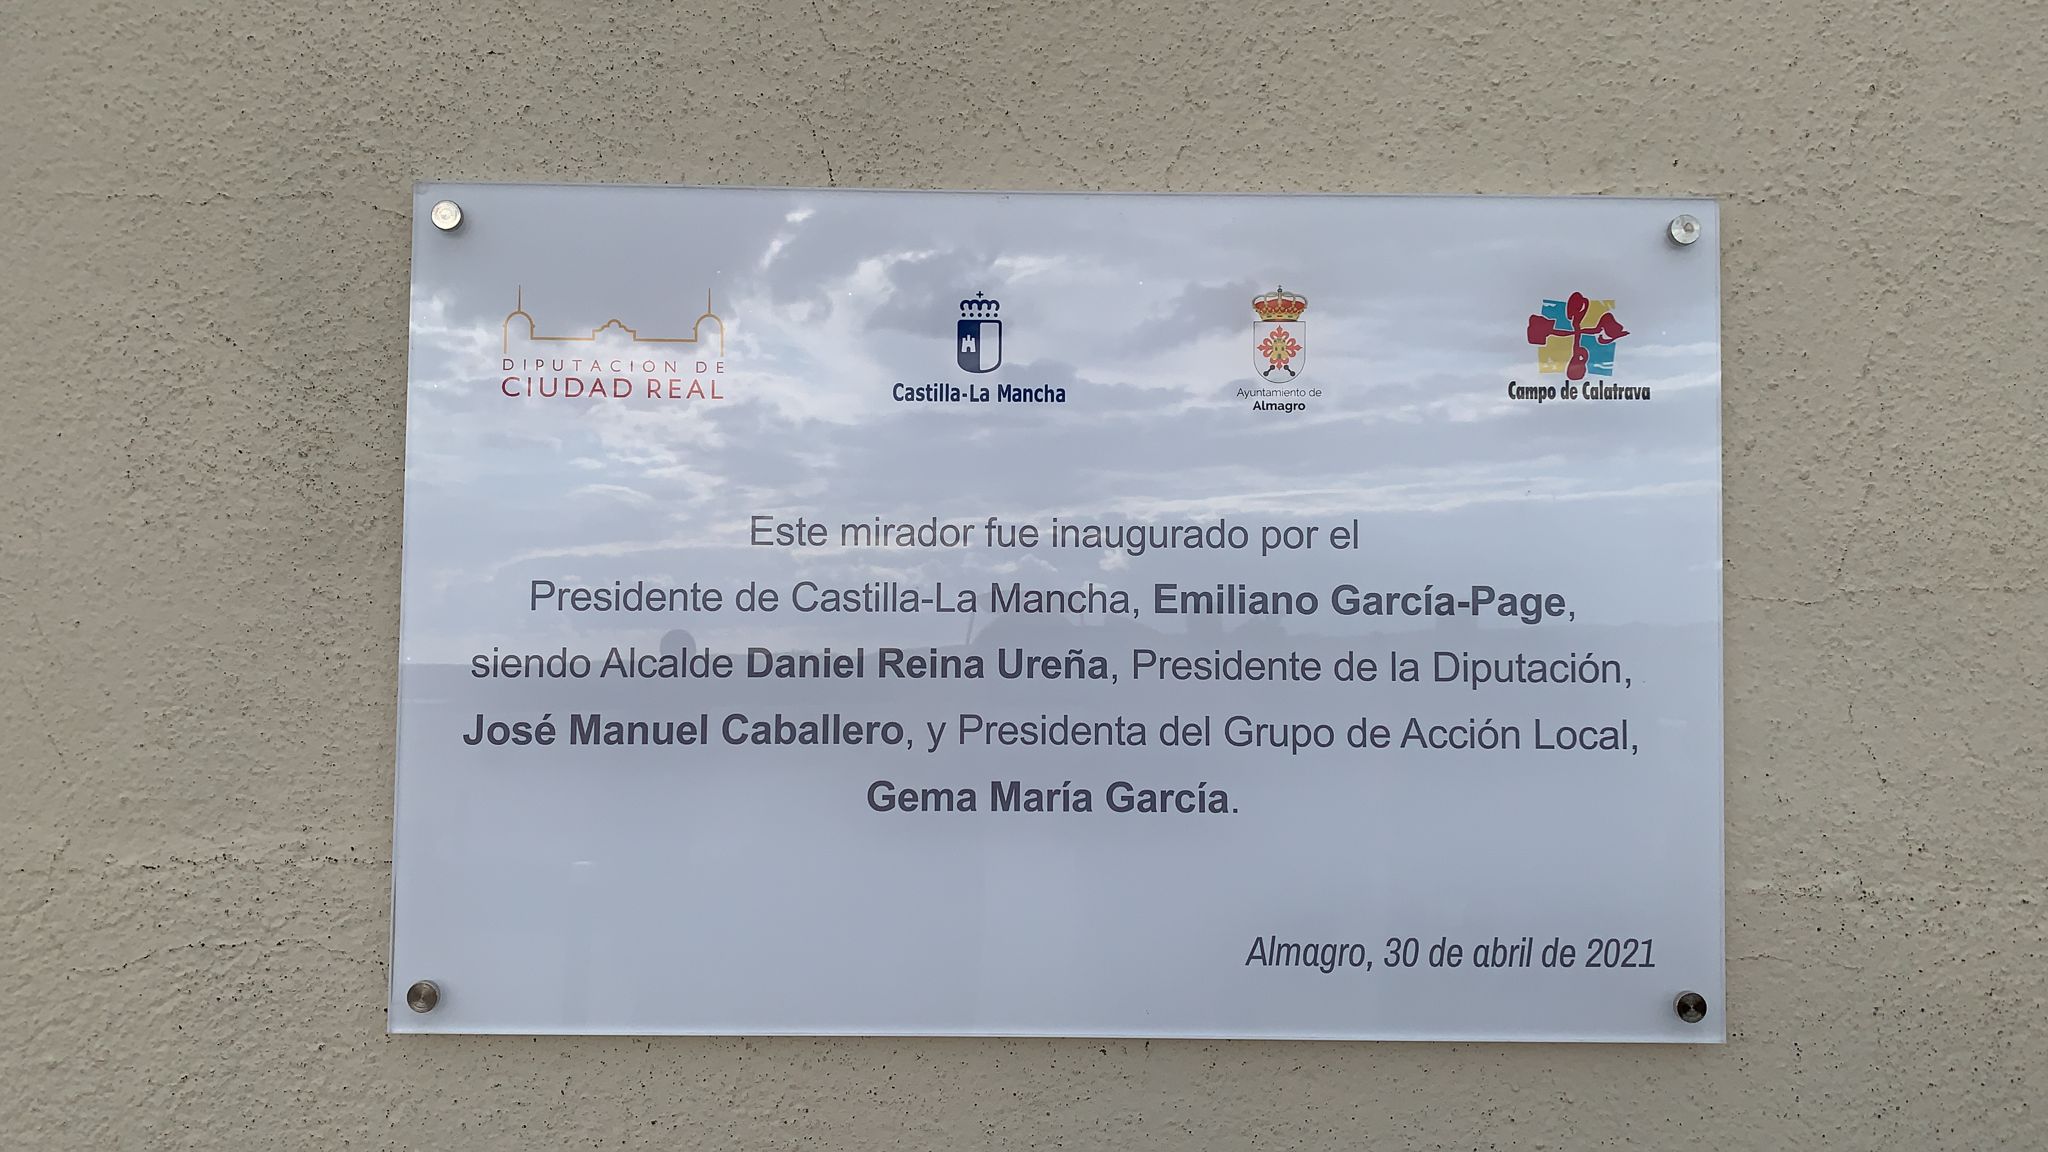 DIPUTACIÓN DE
CIUDAD REAL
Castilla-La Mancha
Ayuntamiento de
Almagro
Campo de Calatrava
Este mirador fue inaugurado por el
Presidente de Castilla-La Mancha, Emiliano García-Page,
siendo Alcalde Daniel Reina Ureña, Presidente de la Diputación,
José Manuel Caballero, y Presidenta del Grupo de Acción Local,
Gema María García.
Almagro, 30 de abril de 2021